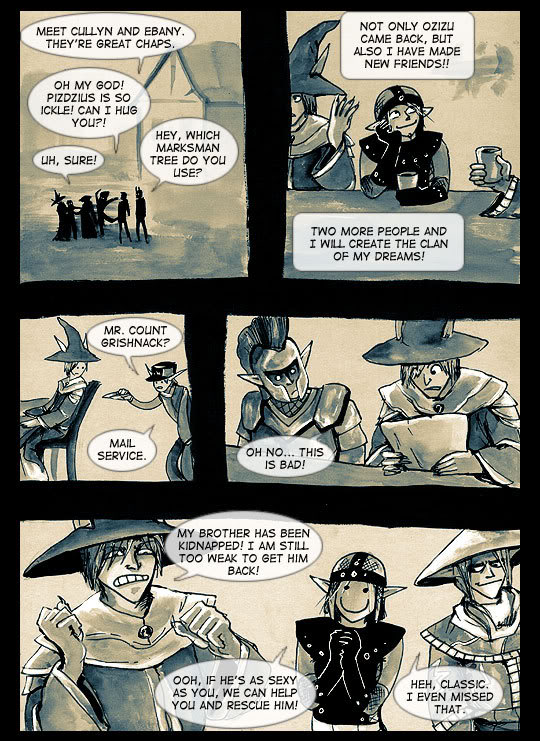 MEET CULLYN AND EBANY.
THEY'RE GREAT CHAPS.
OH MY GOD!
PIZDZIUS IS SO
ICKLE! CAN I HUG
YOU?!
UH, SURE!
HEY, WHICH
MARKSMAN
TREE DO YOU
USE?
NOT ONLY OZIZU
CAME BACK, BUT
ALSO I HAVE MADE
NEW FRIENDS!!
TWO MORE PEOPLE AND
I WILL CREATE THE CLAN
OF MY DREAMS!
MR. COUNT
GRISHNACK?
MAIL
SERVICE.
OH NO... THIS
IS BAD!
MY BROTHER HAS BEEN
KIDNAPPED! I AM STILL
TOO WEAK TO GET HIM
BACK!
OOH, IF HE'S AS SEXY
AS YOU, WE CAN HELP
YOU AND RESCUE HIM!
HEH, CLASSIC.
I EVEN MISSED
THAT.